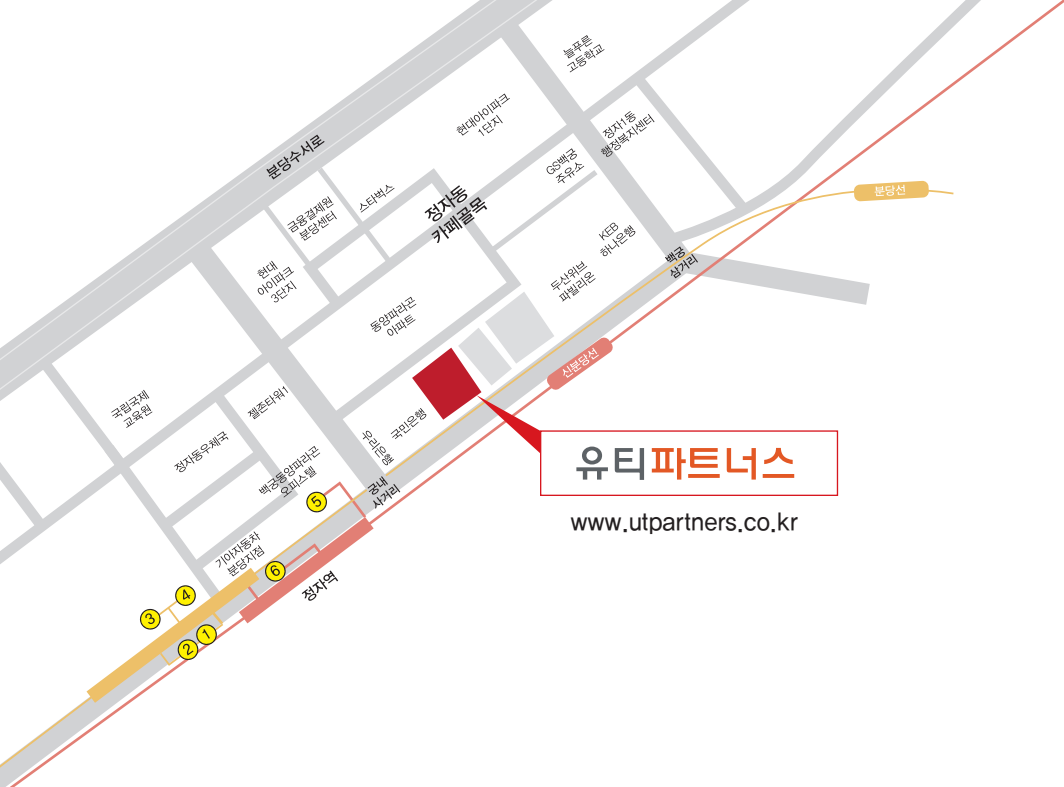 늘푸른
고등학교
현대아이파크
1단지
정자1동
행정복지센터
분당수서로
GS백궁
주유소
분당선
금융결제원
분당센터
스타벅스
정자동
카페골목
KEB
하나은행
백궁
삼거리
현대
아이파크
3단지
두산위브
파빌리온
동양파라곤
아파트
신분당선
국립국제
교육원
젤존타워1
정자동우체국
국민은행
우리은행
백궁동양파라곤
오피스텔
유티파트너스
www.utpartners.co.kr
궁내
사거리
5
기아자동차
분당지점
6
정자역
4
3
1
2